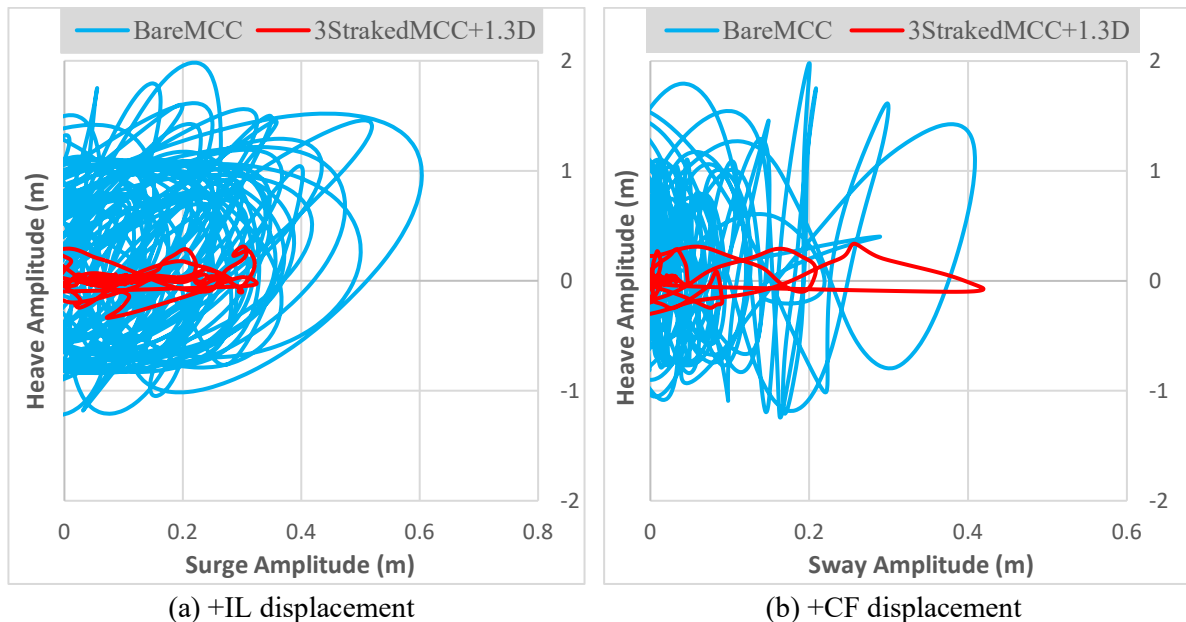 BareMCC 3StrakedMCC+1.3D
2
1
0
-1
-2
Heave Amplitude (m)
0 0.2 0.4 0.6 0.8
Surge Amplitude (m)
(a) +IL displacement
BareMCC 3StrakedMCC+1.3D
2
1
0
-1
-2
Heave Amplitude (m)
0 0.2 0.4 0.6
Sway Amplitude (m)
(b) +CF displacement